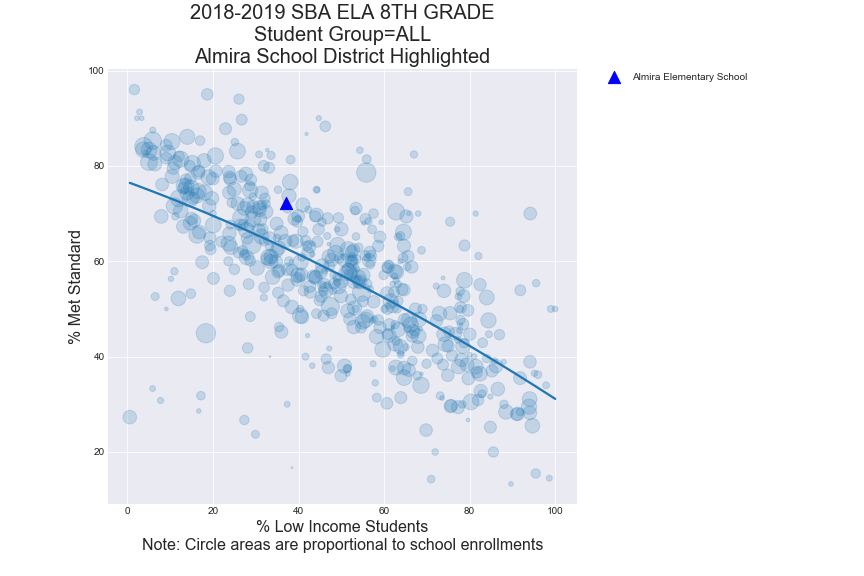 2018-2019 SBA ELA 8TH GRADE
Student Group=ALL
Almira School District Highlighted
Almira Elementary School
% Met Standard
100
80
60
40
20
0 20 40 60 80 100
% Low Income Students
Note: Circle areas are proportional to school enrollments